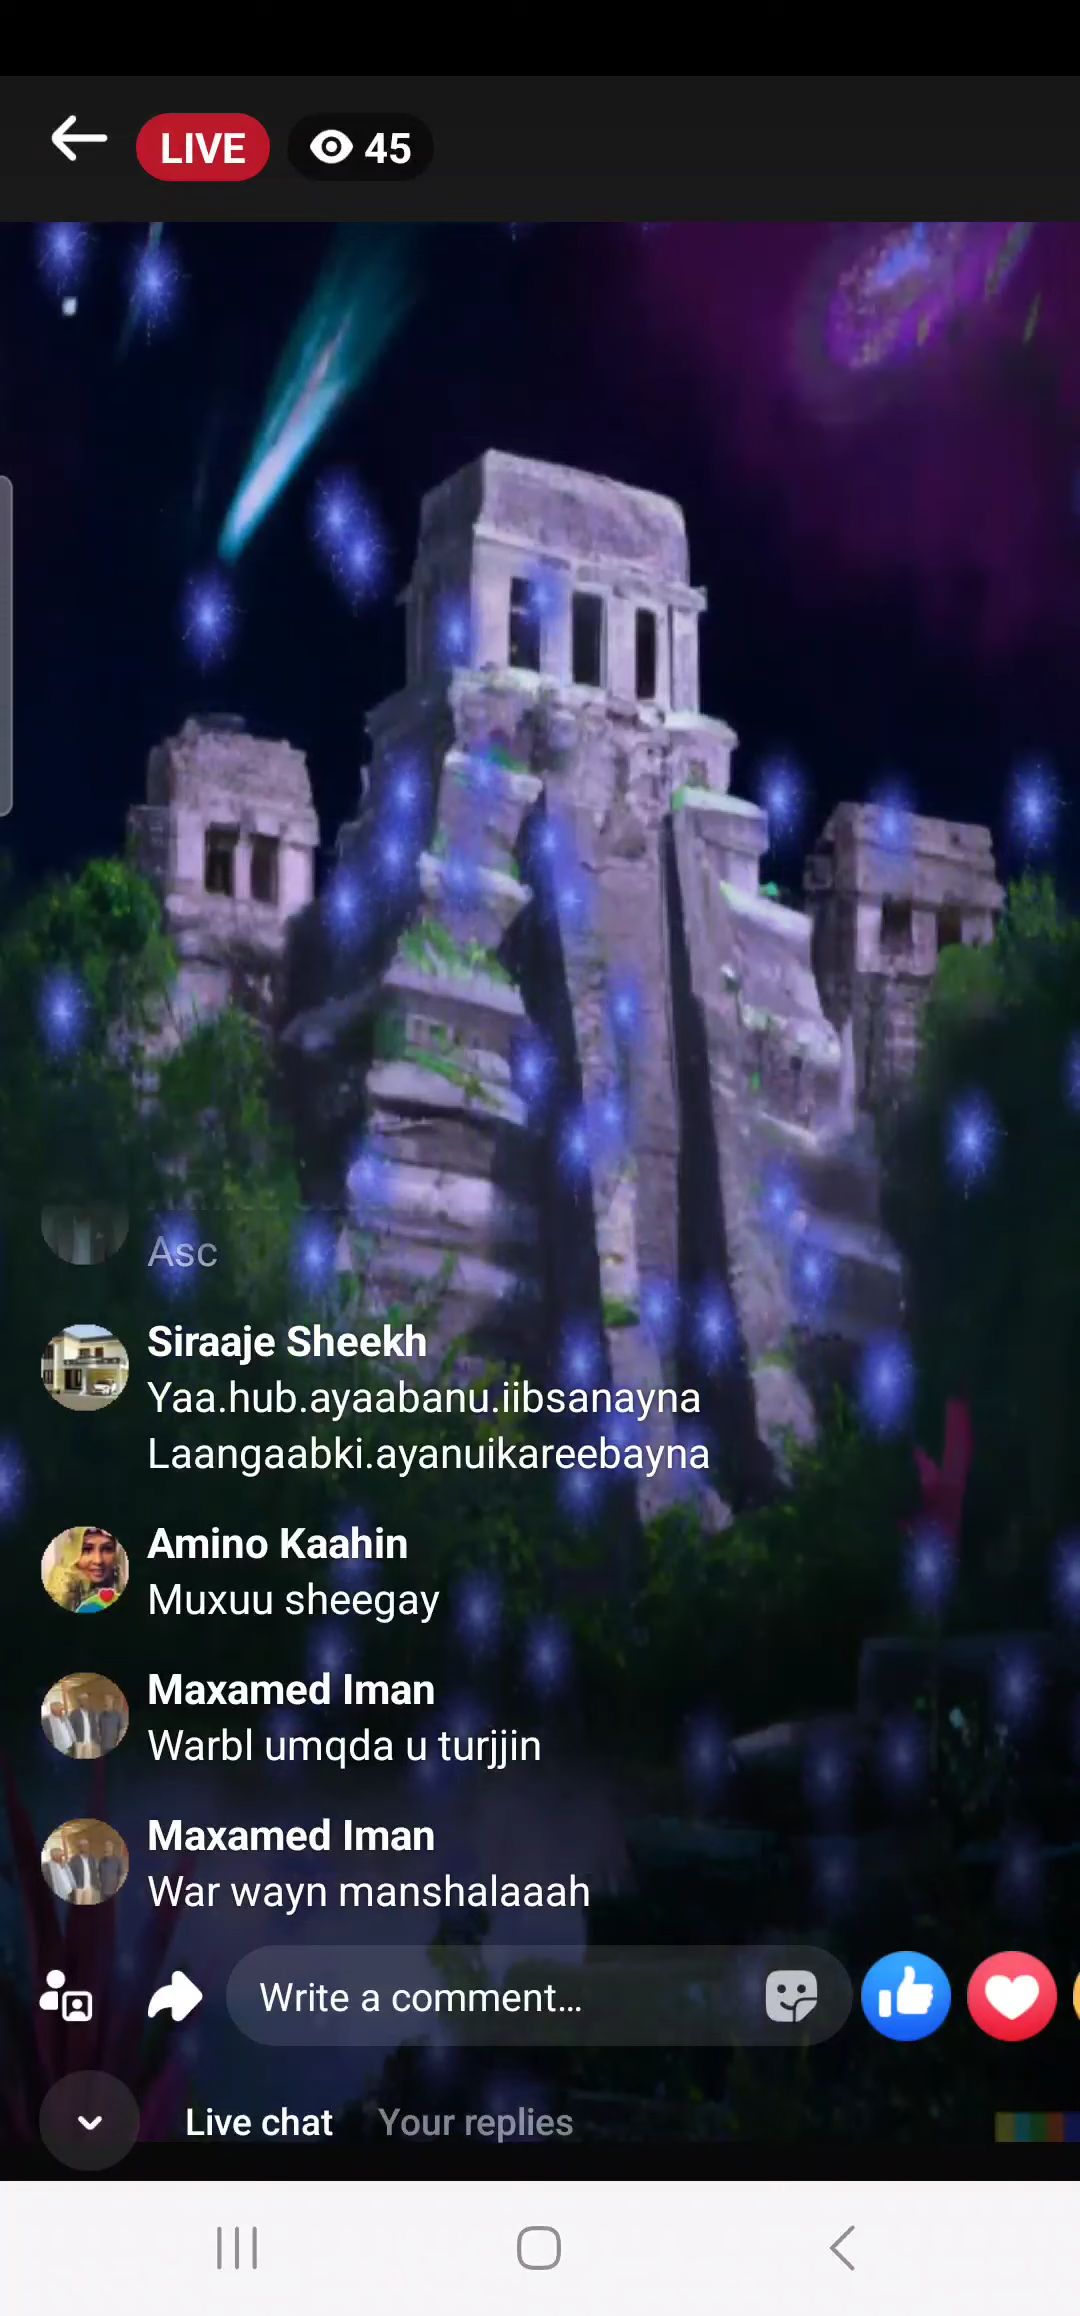 LIVE
45
Asc
Siraaje Sheekh
Yaa.hub.ayaabanu.iibsanayna
Laangaabki.ayanuikareebayna
Amino Kaahin
Muxuu sheegay
Maxamed Iman
Warbl umqda u turjjin
Maxamed Iman
War wayn manshalaaah
Write a comment...
Live chat
Your replies